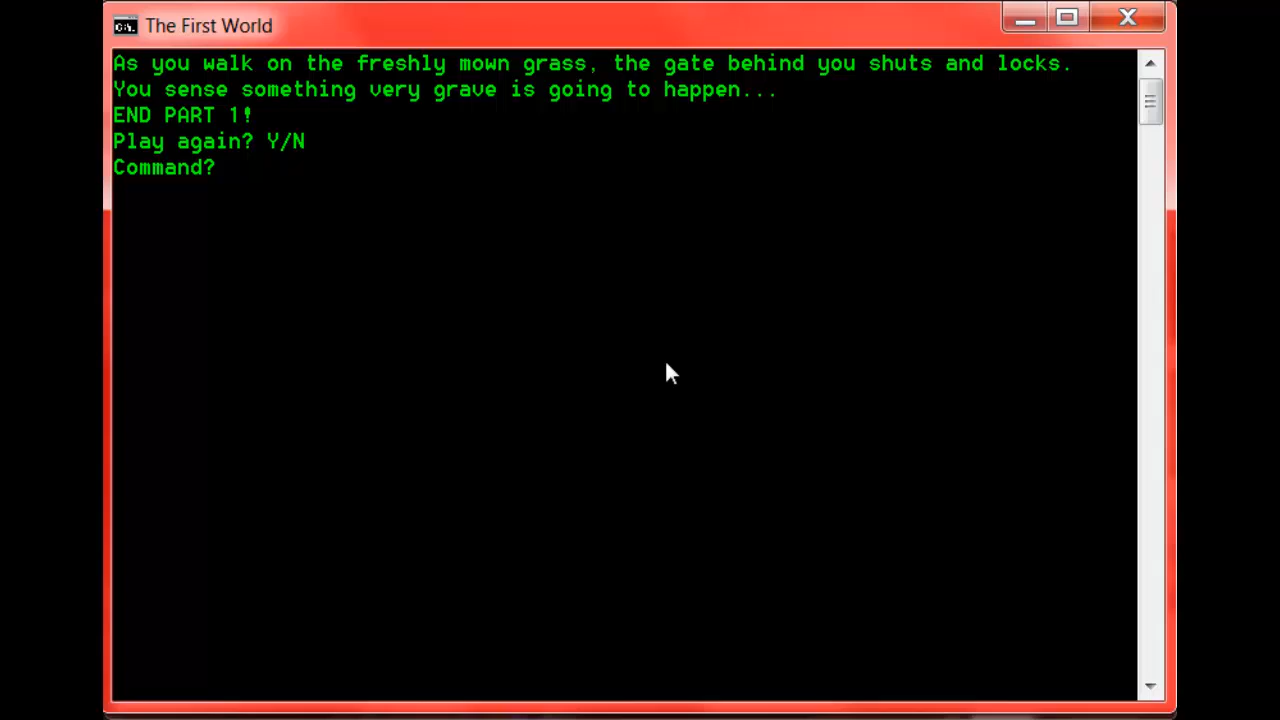 The First World
As you walk on the freshly mown grass, the gate behind you shuts and locks.
You sense something very grave is going to happen...
END PART 1!
Play again? Y/N
Command?